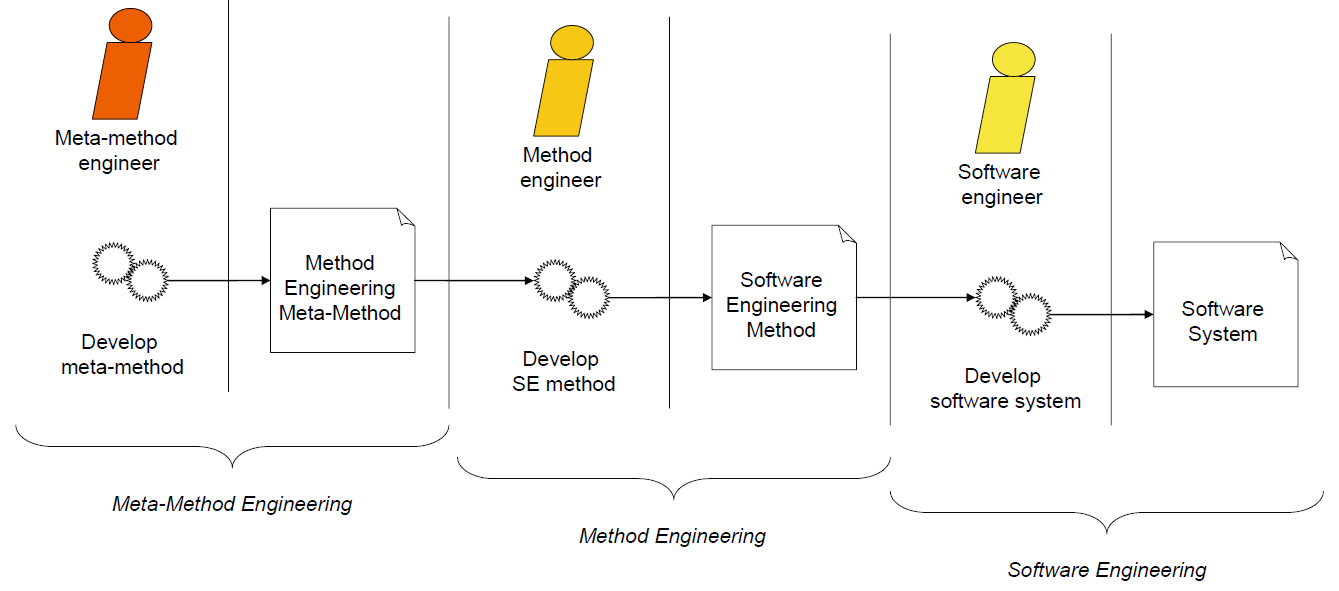 Meta-method
engineer
Develop
meta-method
Method
Engineering
Meta-Method
Meta-Method Engineering
Method
engineer
Develop
SE method
Software
Engineering
Method
Method Engineering
Software
engineer
Develop
software system
Software
System
Software Engineering